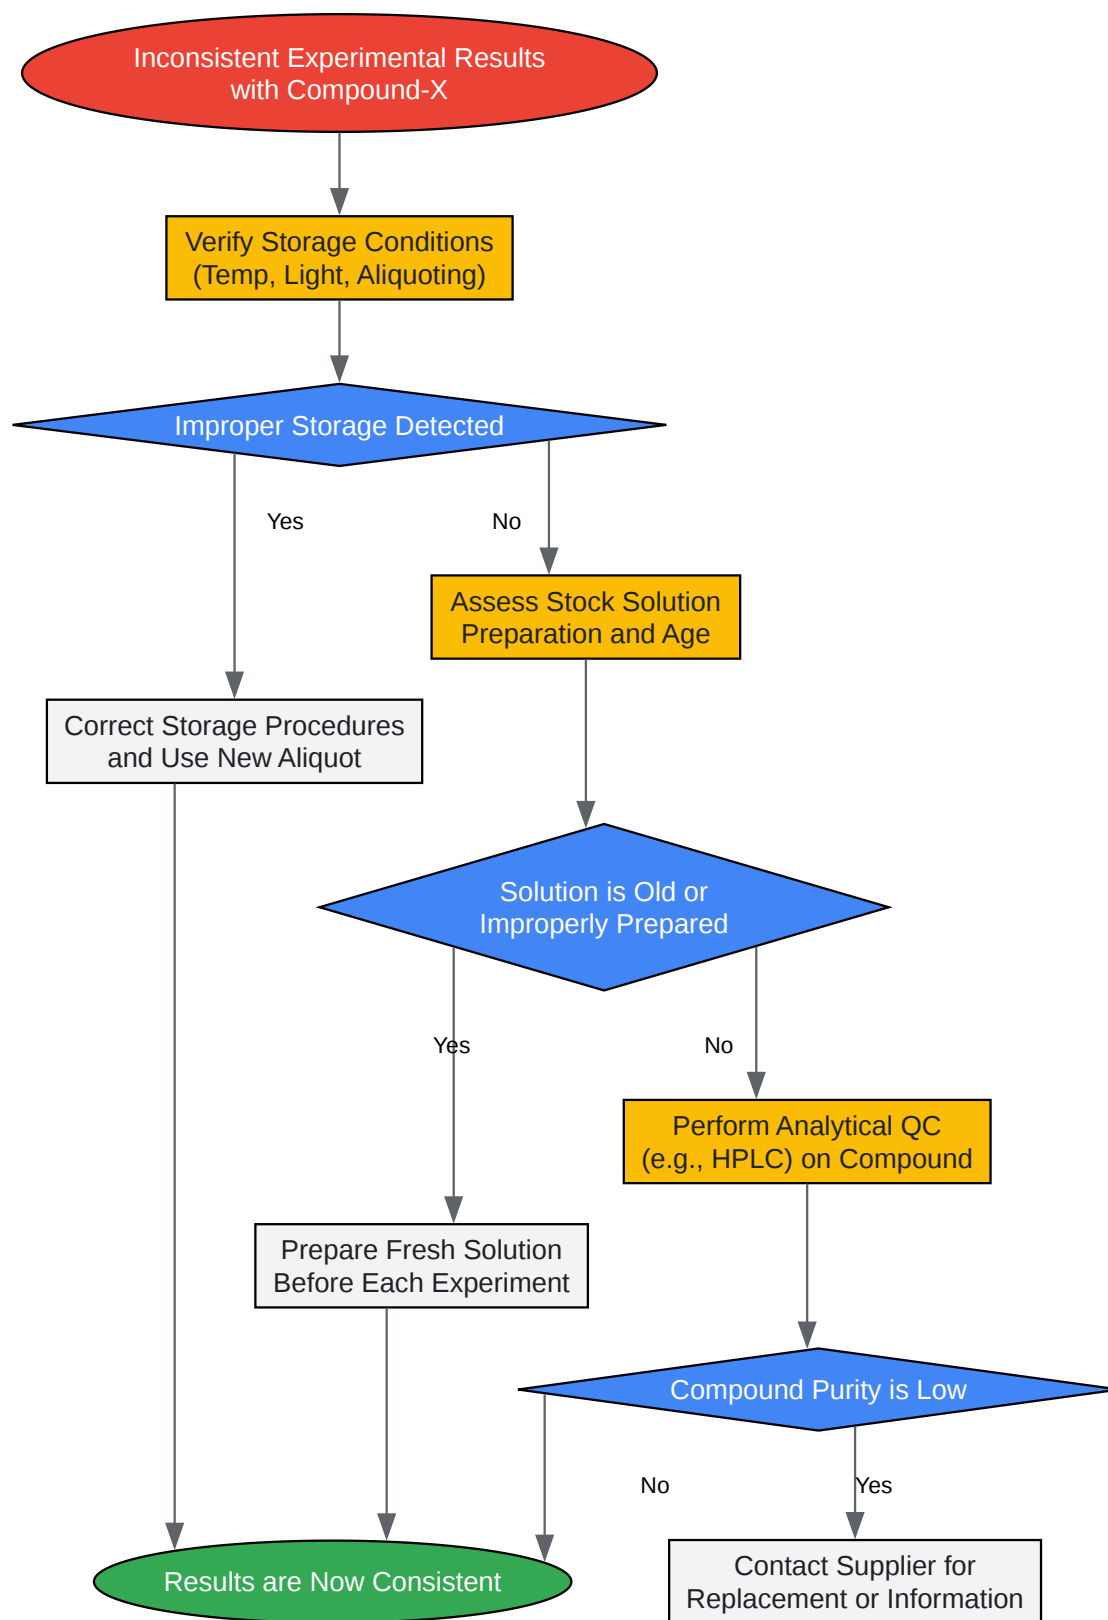 Inconsistent Experimental Results
with Compound-X
Verify Storage Conditions
(Temp, Light, Aliquoting)
Improper Storage Detected
Yes
No
Assess Stock Solution
Preparation and Age
Correct Storage Procedures
and Use New Aliquot
Solution is Old or
Improperly Prepared
Yes
No
Perform Analytical QC
(e.g., HPLC) on Compound
Prepare Fresh Solution
Before Each Experiment
Compound Purity is Low
No
Yes
Results are Now Consistent
Contact Supplier for
Replacement or Information